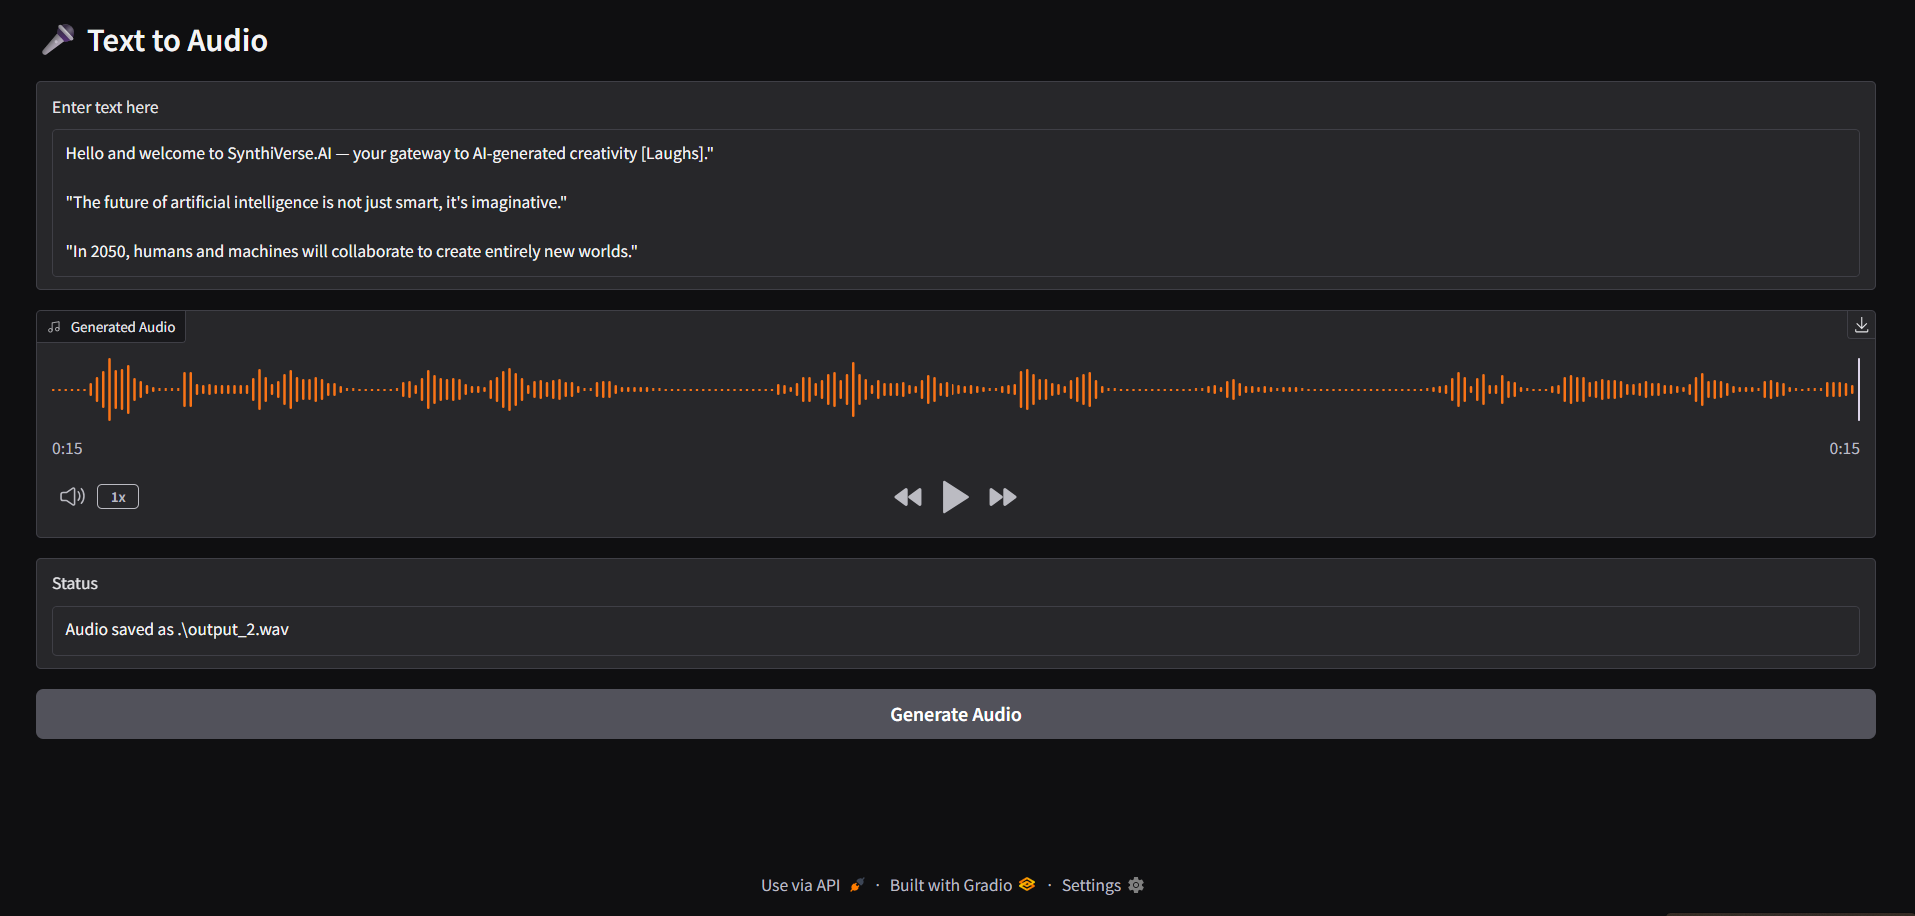 Text to Audio
Enter text here
Hello and welcome to SynthiVerse.AI — your gateway to AI-generated creativity [Laughs]."
"The future of artificial intelligence is not just smart, it's imaginative."
"In 2050, humans and machines will collaborate to create entirely new worlds."
Generated Audio
0:15
0:15
1x
Status
Audio saved as .\output_2.wav
Generate Audio
Use via API · Built with Gradio · Settings